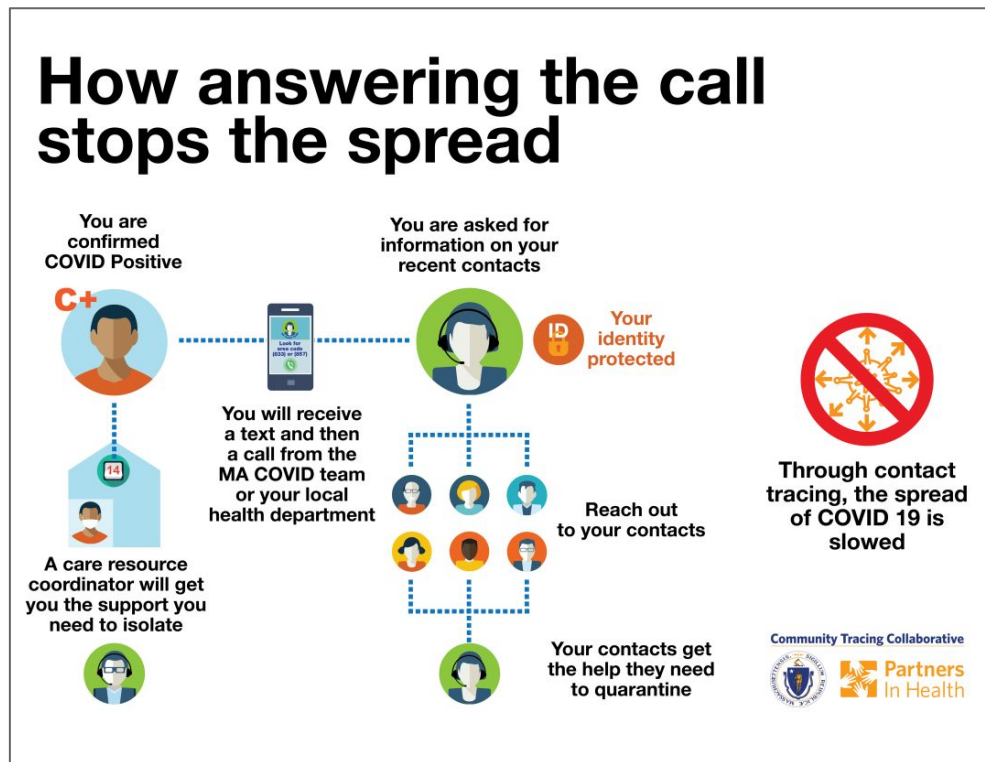 How answering the call
stops the spread
You are
confirmed
COVID Positive
C+
You are asked for
information on your
recent contacts
Look for
area code
(833) or (857)
ID
Your
identity
protected
You will receive
a text and then
a call from the
MA COVID team
or your local
health department
14
A care resource
coordinator will get
you the support you
need to isolate
Reach out
to your contacts
Your contacts get
the help they need
to quarantine
Through contact
tracing, the spread
of COVID 19 is
slowed
Community Tracing Collaborative
Partners
In Health